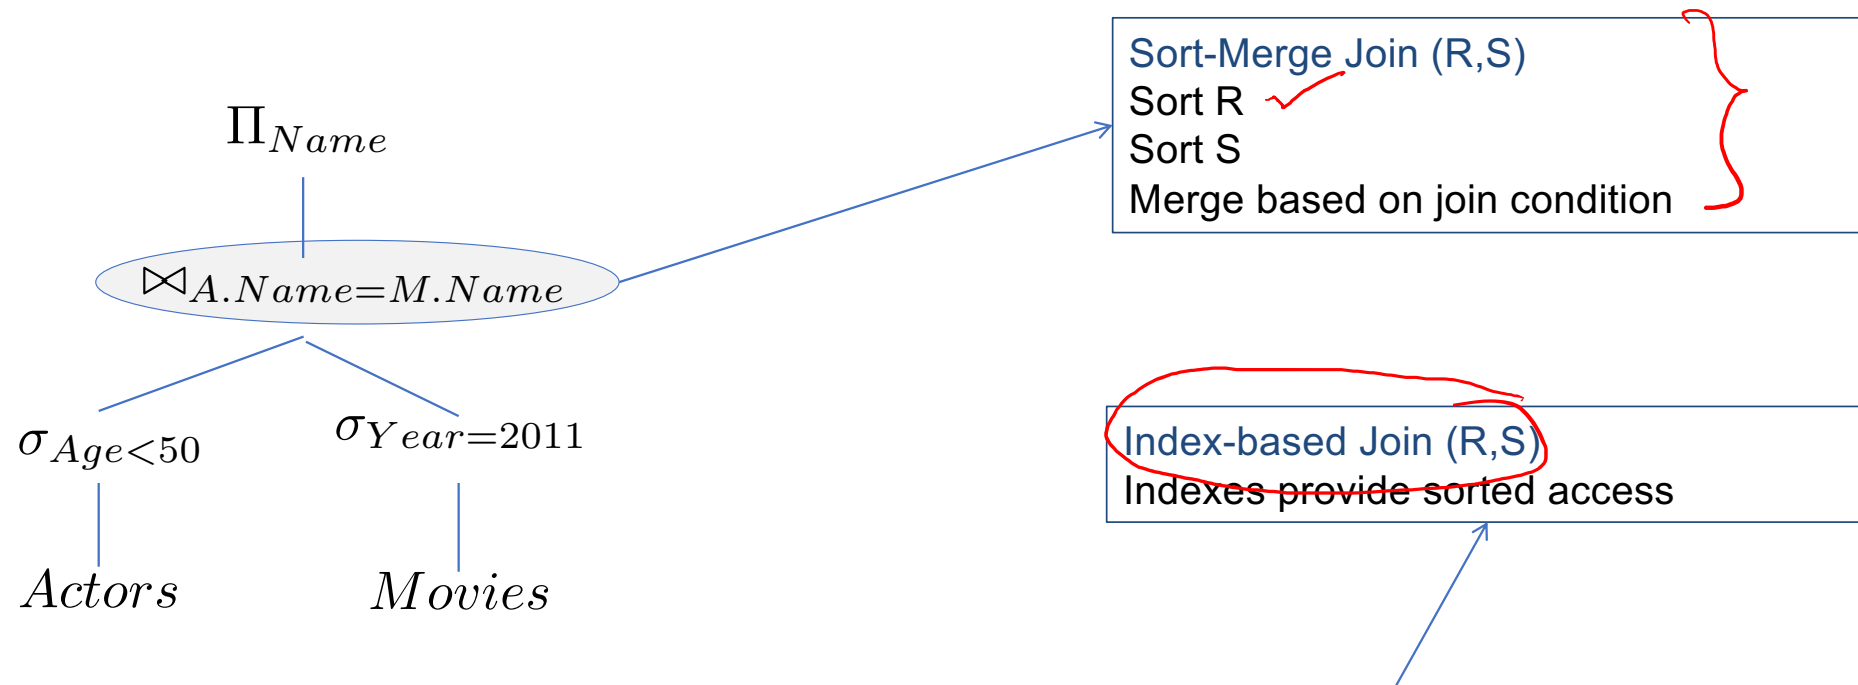 Π_Name
⋈_A.Name=M.Name
σ_Age<50
σ_Year=2011
Actors
Movies
Sort-Merge Join (R,S)
Sort R
Sort S
Merge based on join condition
Index-based Join (R,S)
Indexes provide sorted access